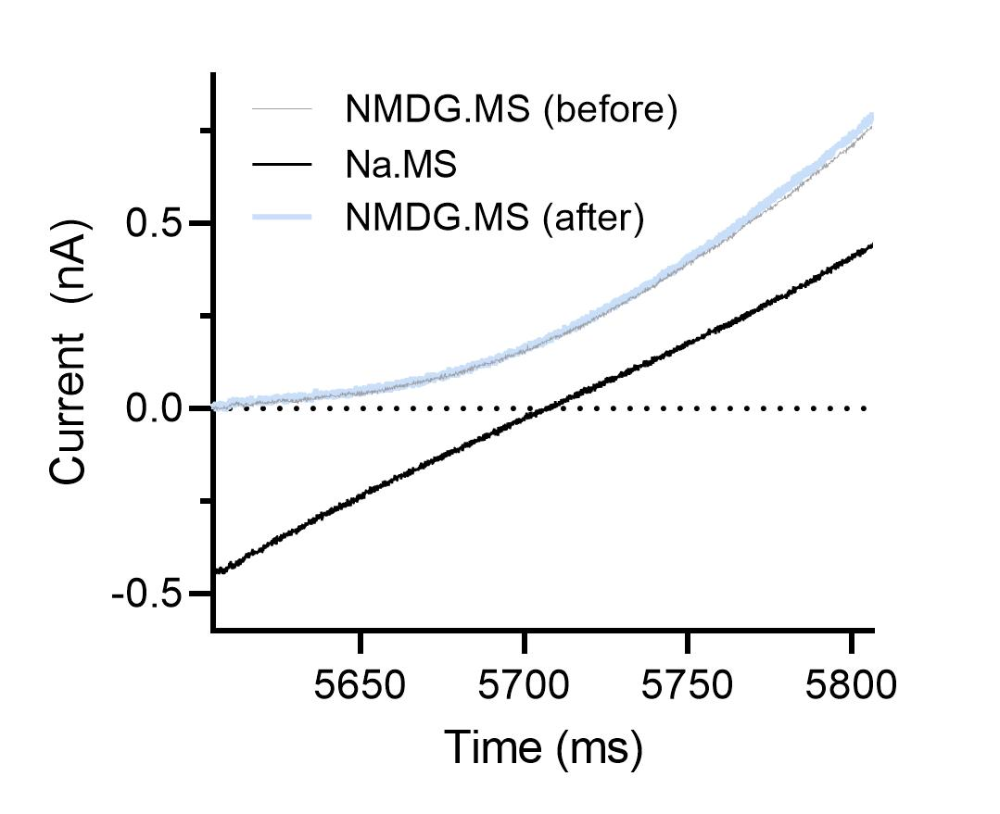 NMDG.MS (before)
Na.MS
NMDG.MS (after)
Current (nA)
0.5
0.0
-0.5
5650 5700 5750 5800
Time (ms)